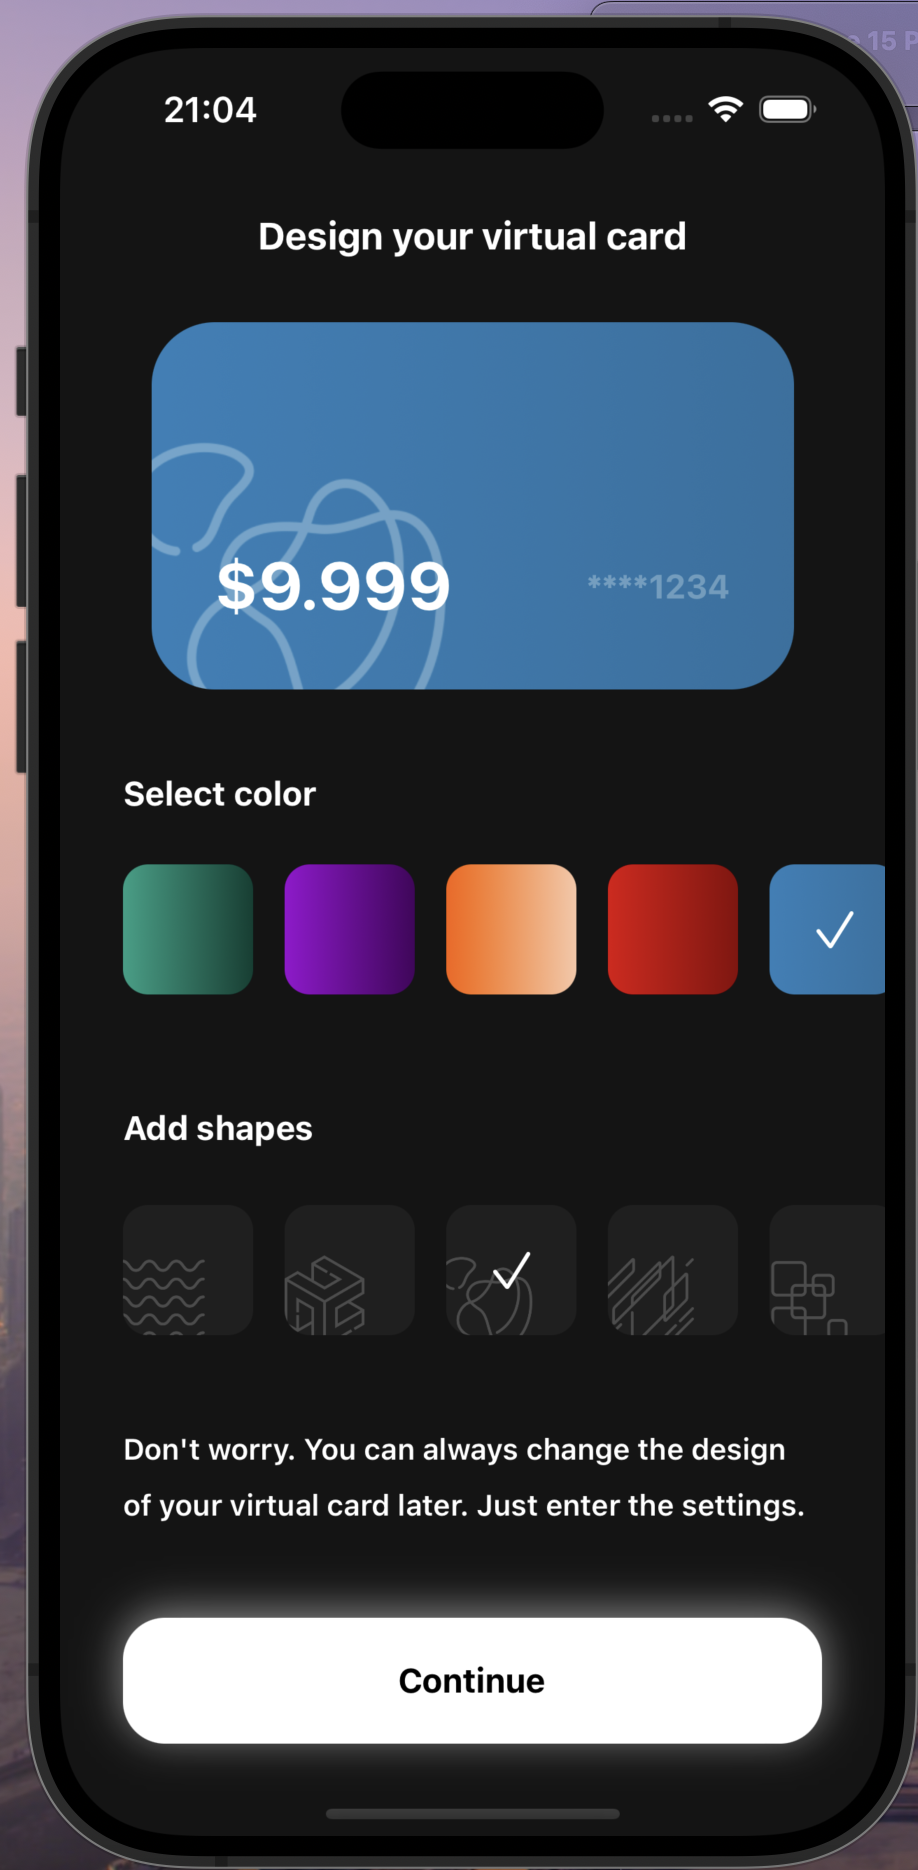 e 15 P
21:04
Design your virtual card
$9.999
****1234
Select color
Add shapes
Don't worry. You can always change the design
of your virtual card later. Just enter the settings.
Continue